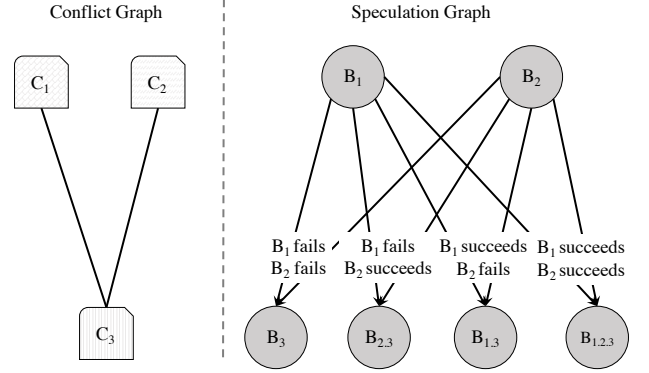 Conflict Graph
Speculation Graph
C1
C2
B1
B2
B1 fails
B2 fails
B1 fails
B2 succeeds
B1 succeeds
B2 fails
B1 succeeds
B2 succeeds
C3
B3
B2.3
B1.3
B1.2.3